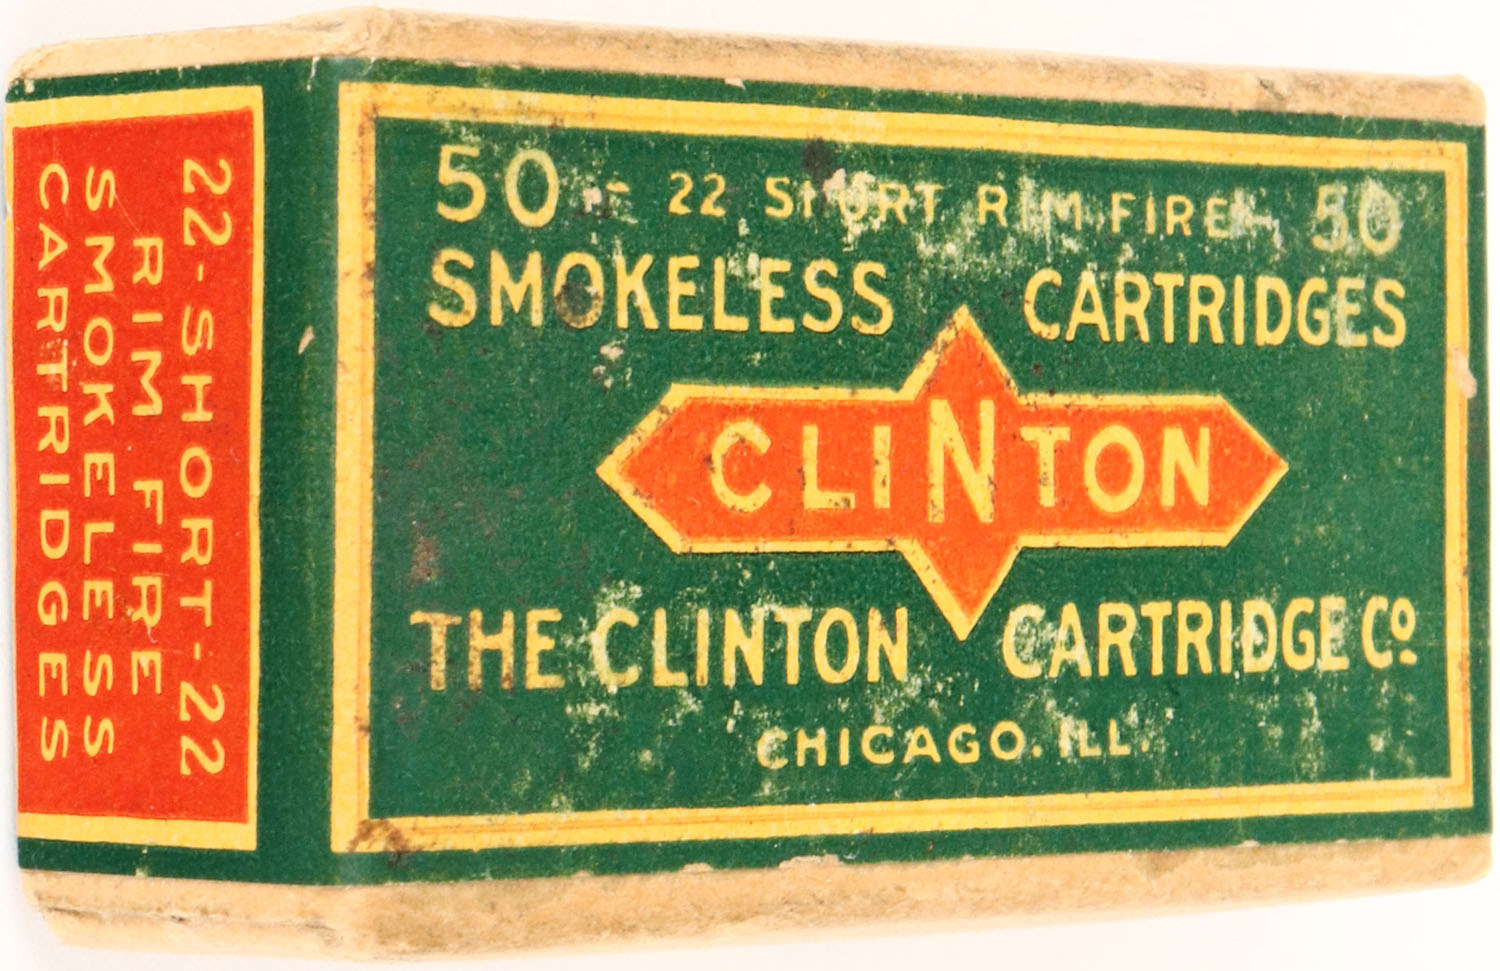 50 22 SHORT RIM FIRE 50
SMOKELESS CARTRIDGES
CLINTON
THE CLINTON CARTRIDGE Cº
CHICAGO. ILL.
22-SHORT-22
RIM FIRE
SMOKELESS
CARTRIDGES